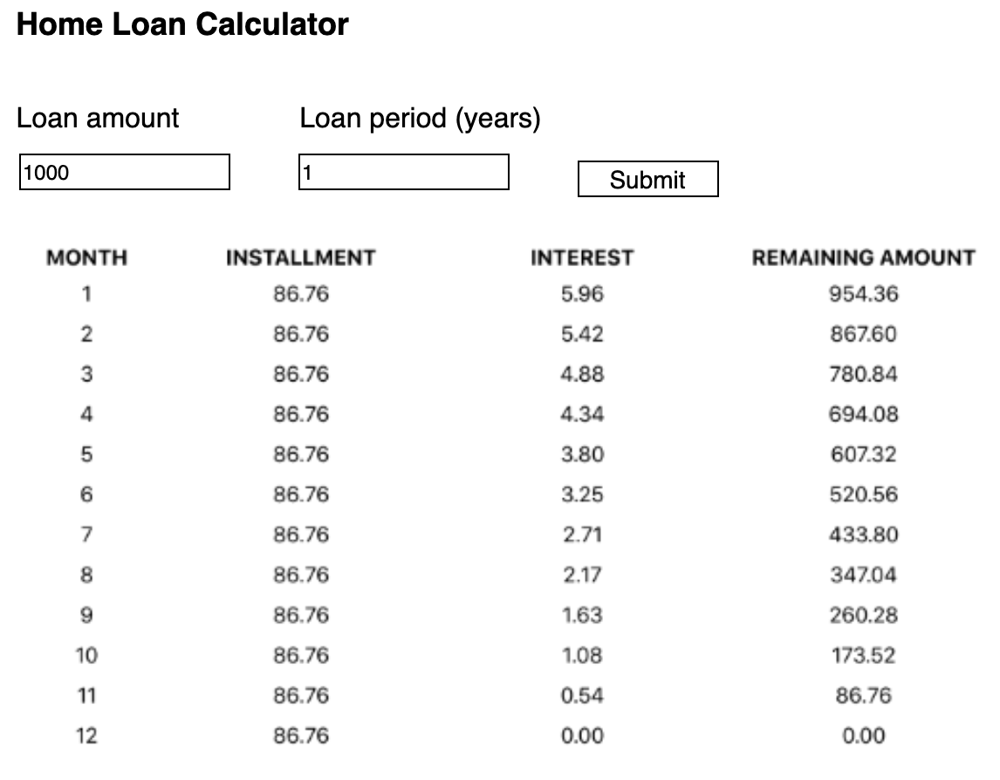 Home Loan Calculator
Loan amount Loan period (years)
1000 1 Submit
MONTH INSTALLMENT INTEREST REMAINING AMOUNT
1 86.76 5.96 954.36
2 86.76 5.42 867.60
3 86.76 4.88 780.84
4 86.76 4.34 694.08
5 86.76 3.80 607.32
6 86.76 3.25 520.56
7 86.76 2.71 433.80
8 86.76 2.17 347.04
9 86.76 1.63 260.28
10 86.76 1.08 173.52
11 86.76 0.54 86.76
12 86.76 0.00 0.00